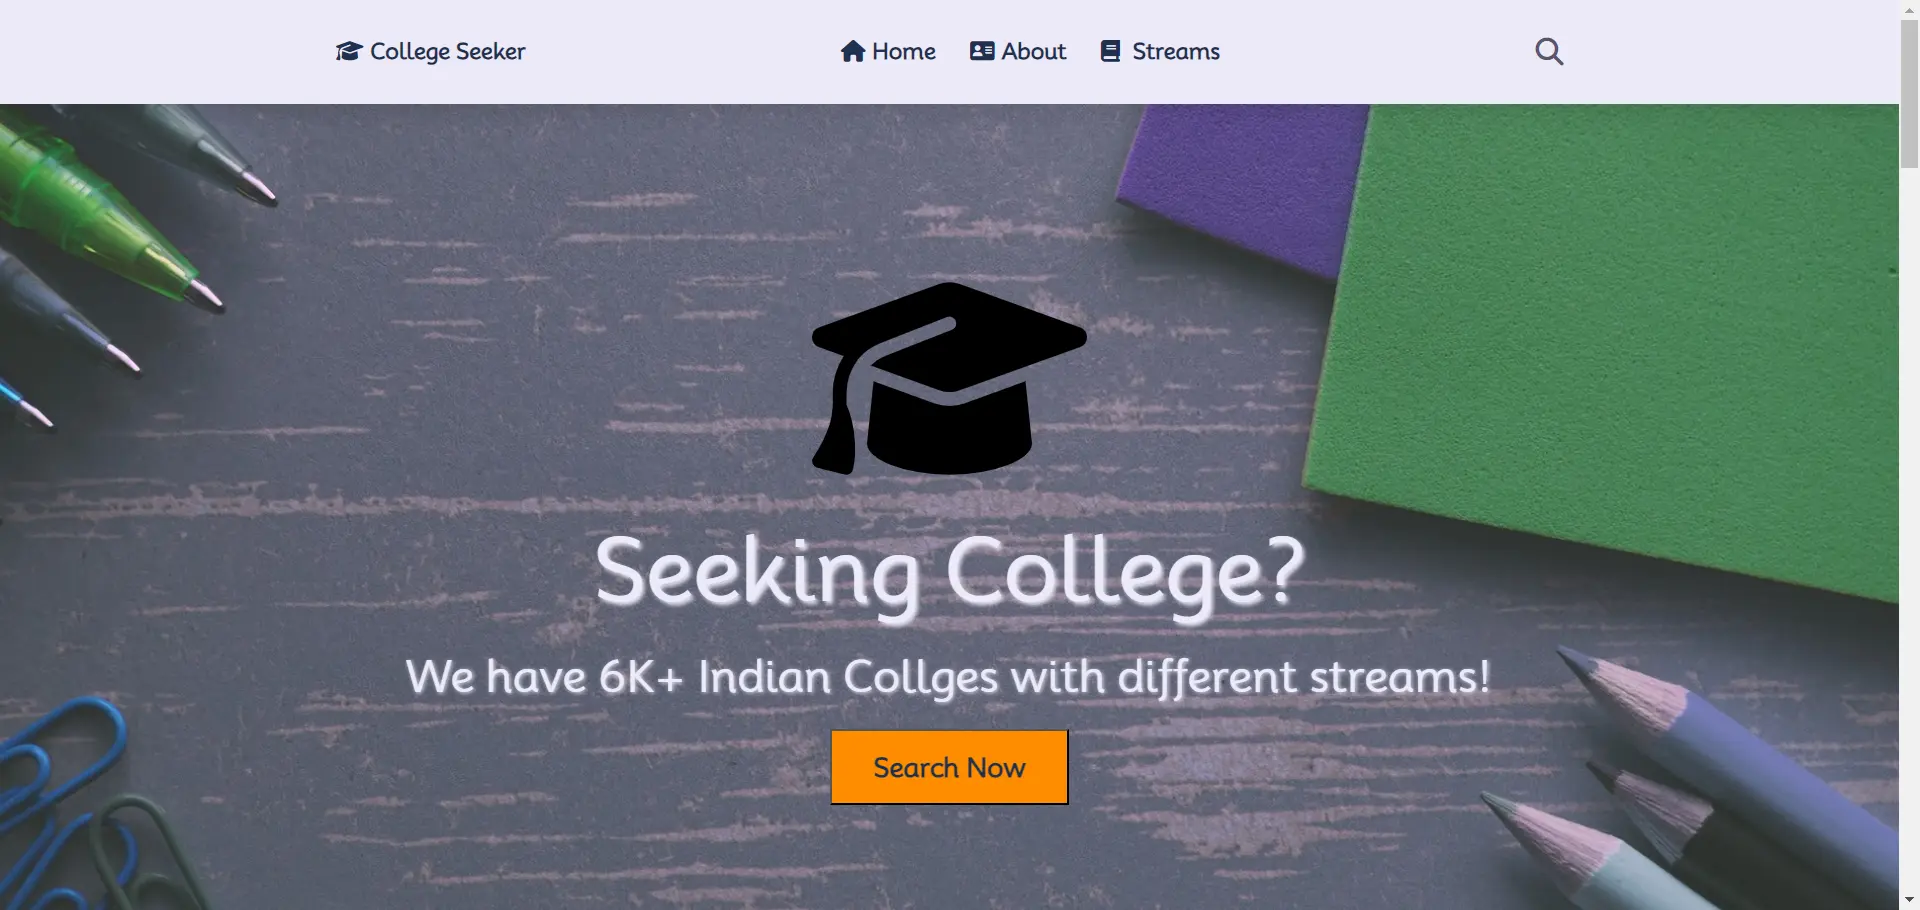 College Seeker
Home
About
Streams
Seeking College?
We have 6K+ Indian Collges with different streams!
Search Now